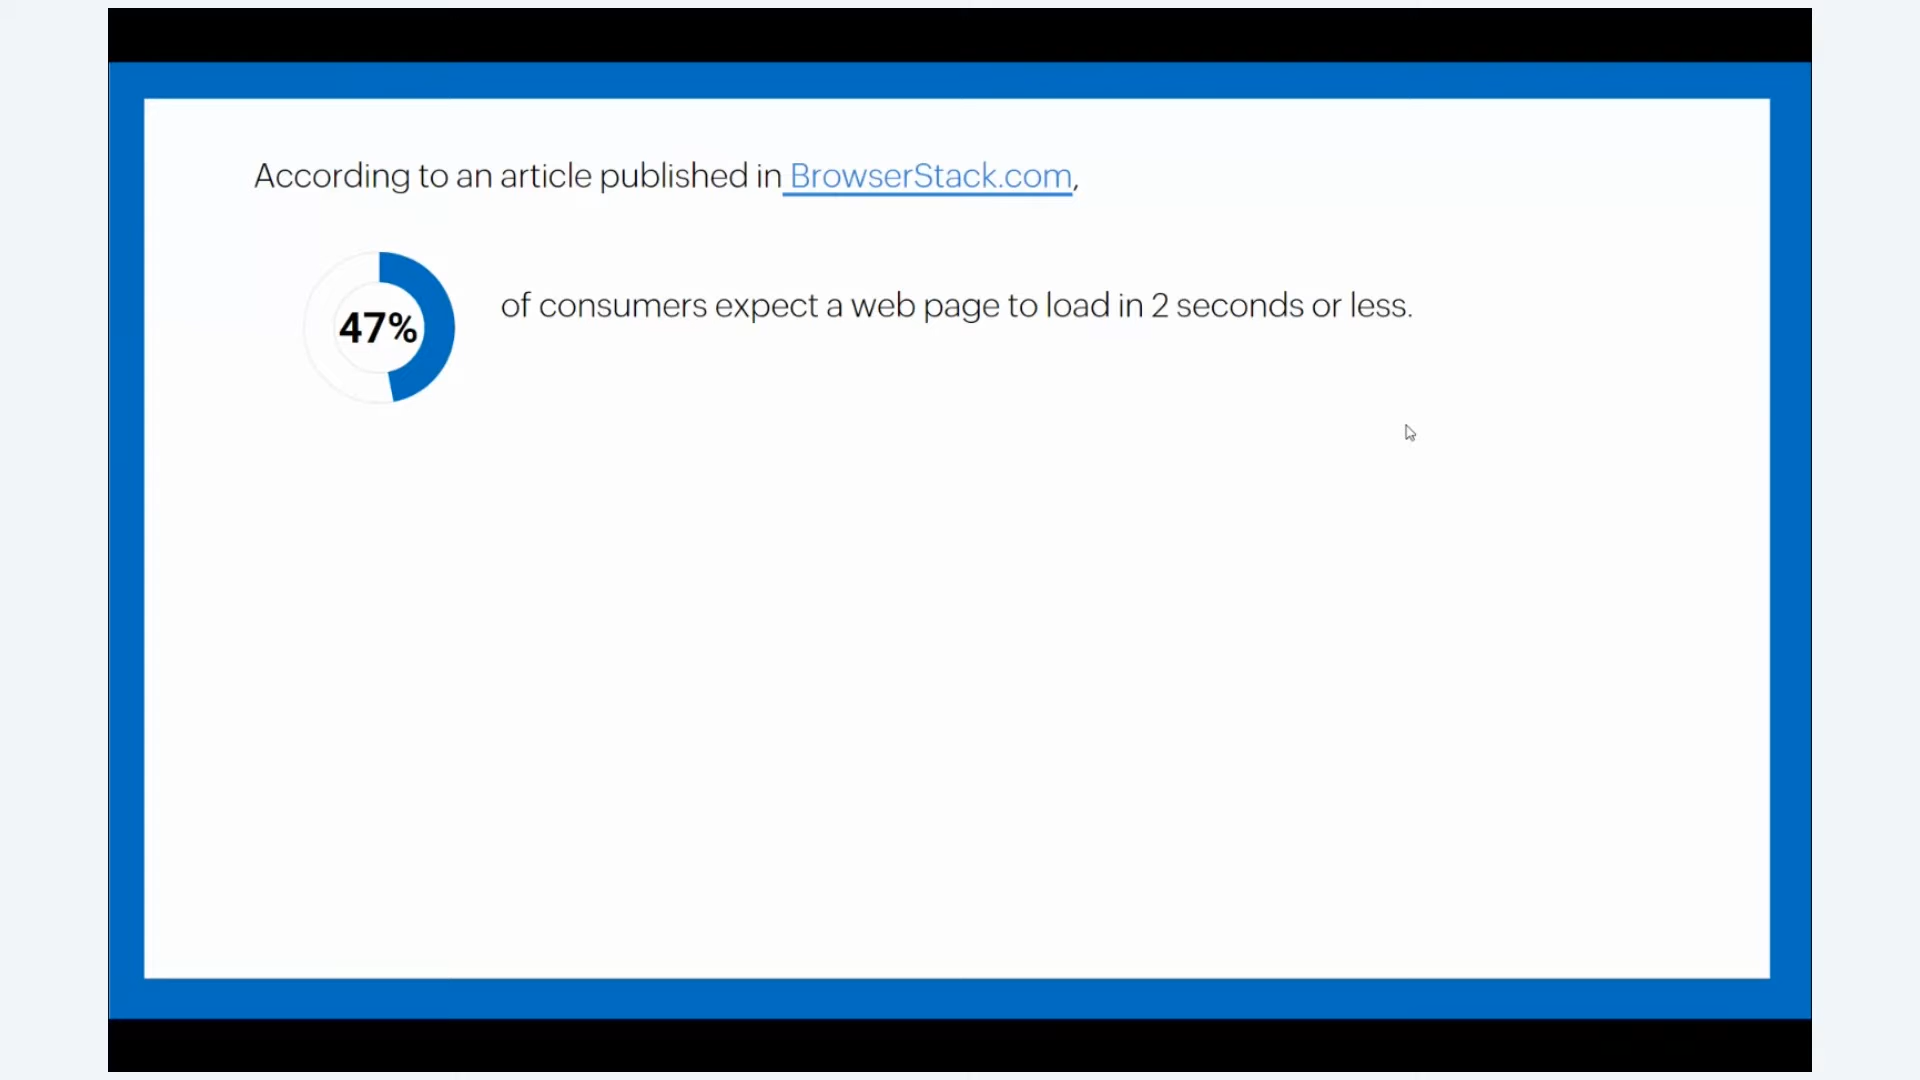 According to an article published in BrowserStack.com,
47%
of consumers expect a web page to load in 2 seconds or less.